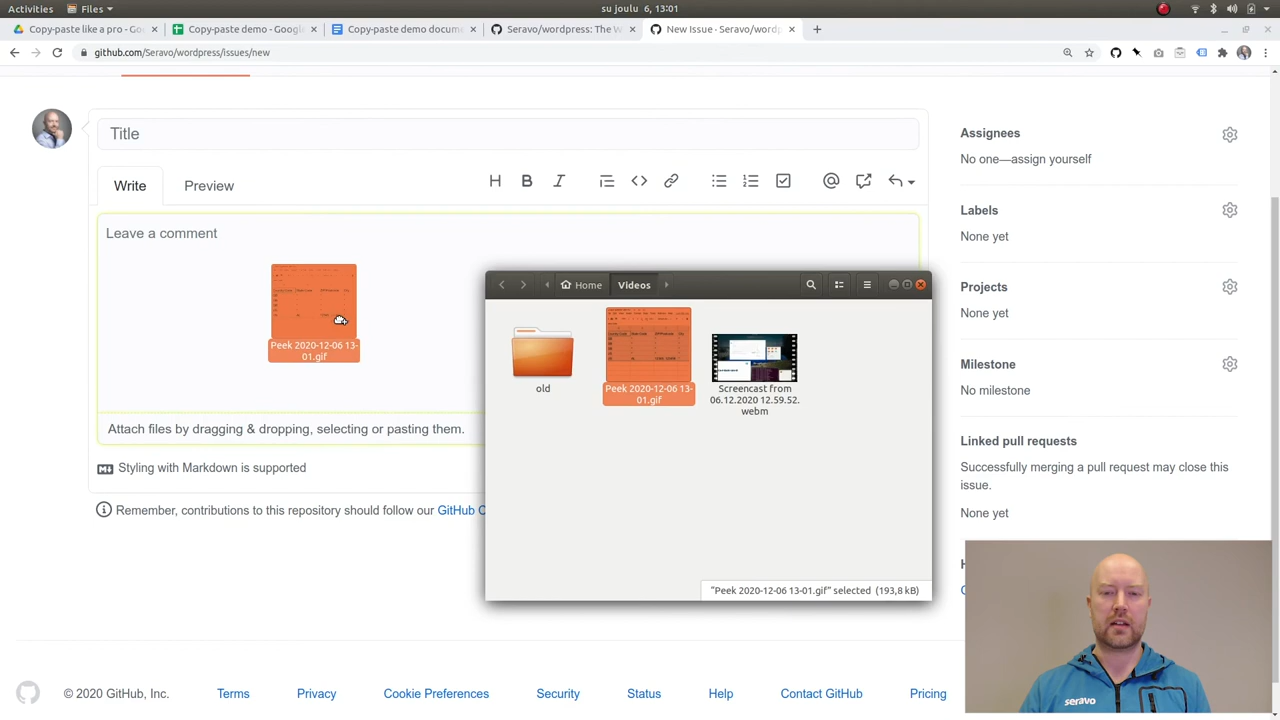 Activities Files su joulu 6, 13:01
Copy-paste like a pro - Go Copy-paste demo - Google Copy-paste demo docume Seravo/wordpress: The W New Issue · Seravo/wordp
github.com/Seravo/wordpress/issues/new
Title
Write Preview
Leave a comment
Peek 2020-12-06 13-
01.gif
Attach files by dragging & dropping, selecting or pasting them.
Styling with Markdown is supported
Remember, contributions to this repository should follow our GitHub C
Home Videos
old
Peek 2020-12-06 13-
01.gif
Screencast from
06.12.2020 12.59.52.
webm
"Peek 2020-12-06 13-01.gif" selected (193,8 kB)
Assignees
No one—assign yourself
Labels
None yet
Projects
None yet
Milestone
No milestone
Linked pull requests
Successfully merging a pull request may close this
issue.
None yet
seravo
© 2020 GitHub, Inc. Terms Privacy Cookie Preferences Security Status Help Contact GitHub Pricing